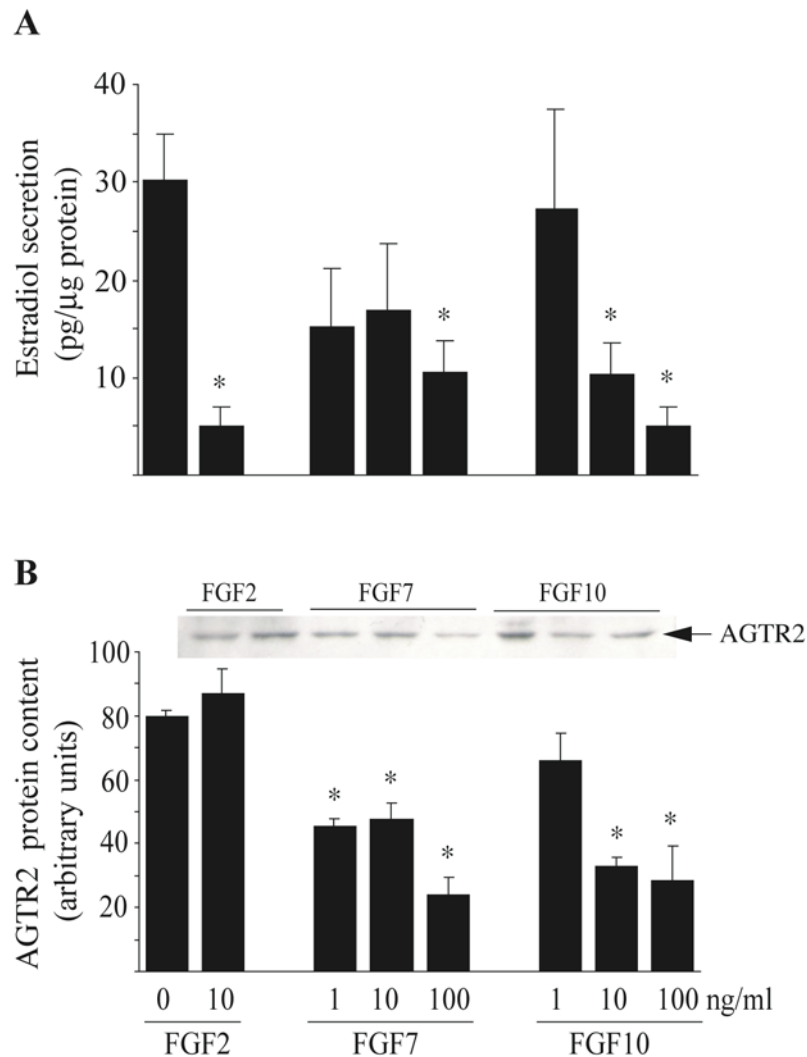 A
Estradiol secretion
(pg/µg protein)
40
30
20
10
*
*
*
*
B
FGF2 FGF7 FGF10
AGTR2
AGTR2 protein content
(arbitrary units)
100
80
60
40
20
*
*
*
*
*
0 10 1 10 100 1 10 100 ng/ml
FGF2 FGF7 FGF10